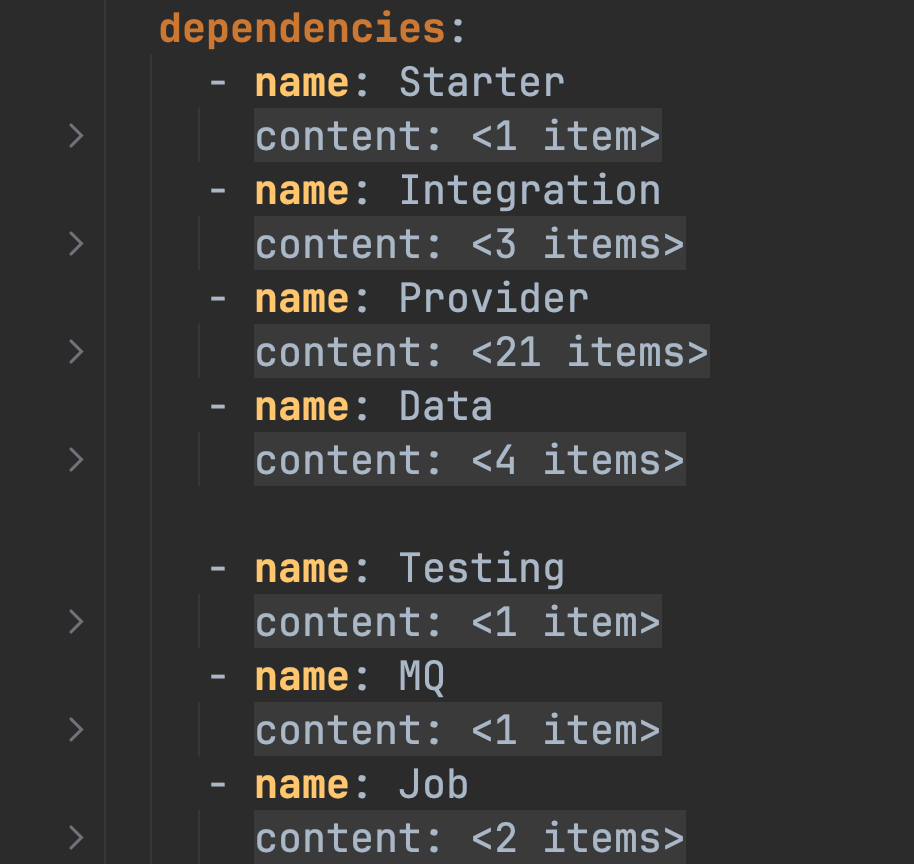 dependencies:
- name: Starter
content: <1 item>
- name: Integration
content: <3 items>
- name: Provider
content: <21 items>
- name: Data
content: <4 items>
- name: Testing
content: <1 item>
- name: MQ
content: <1 item>
- name: Job
content: <2 items>